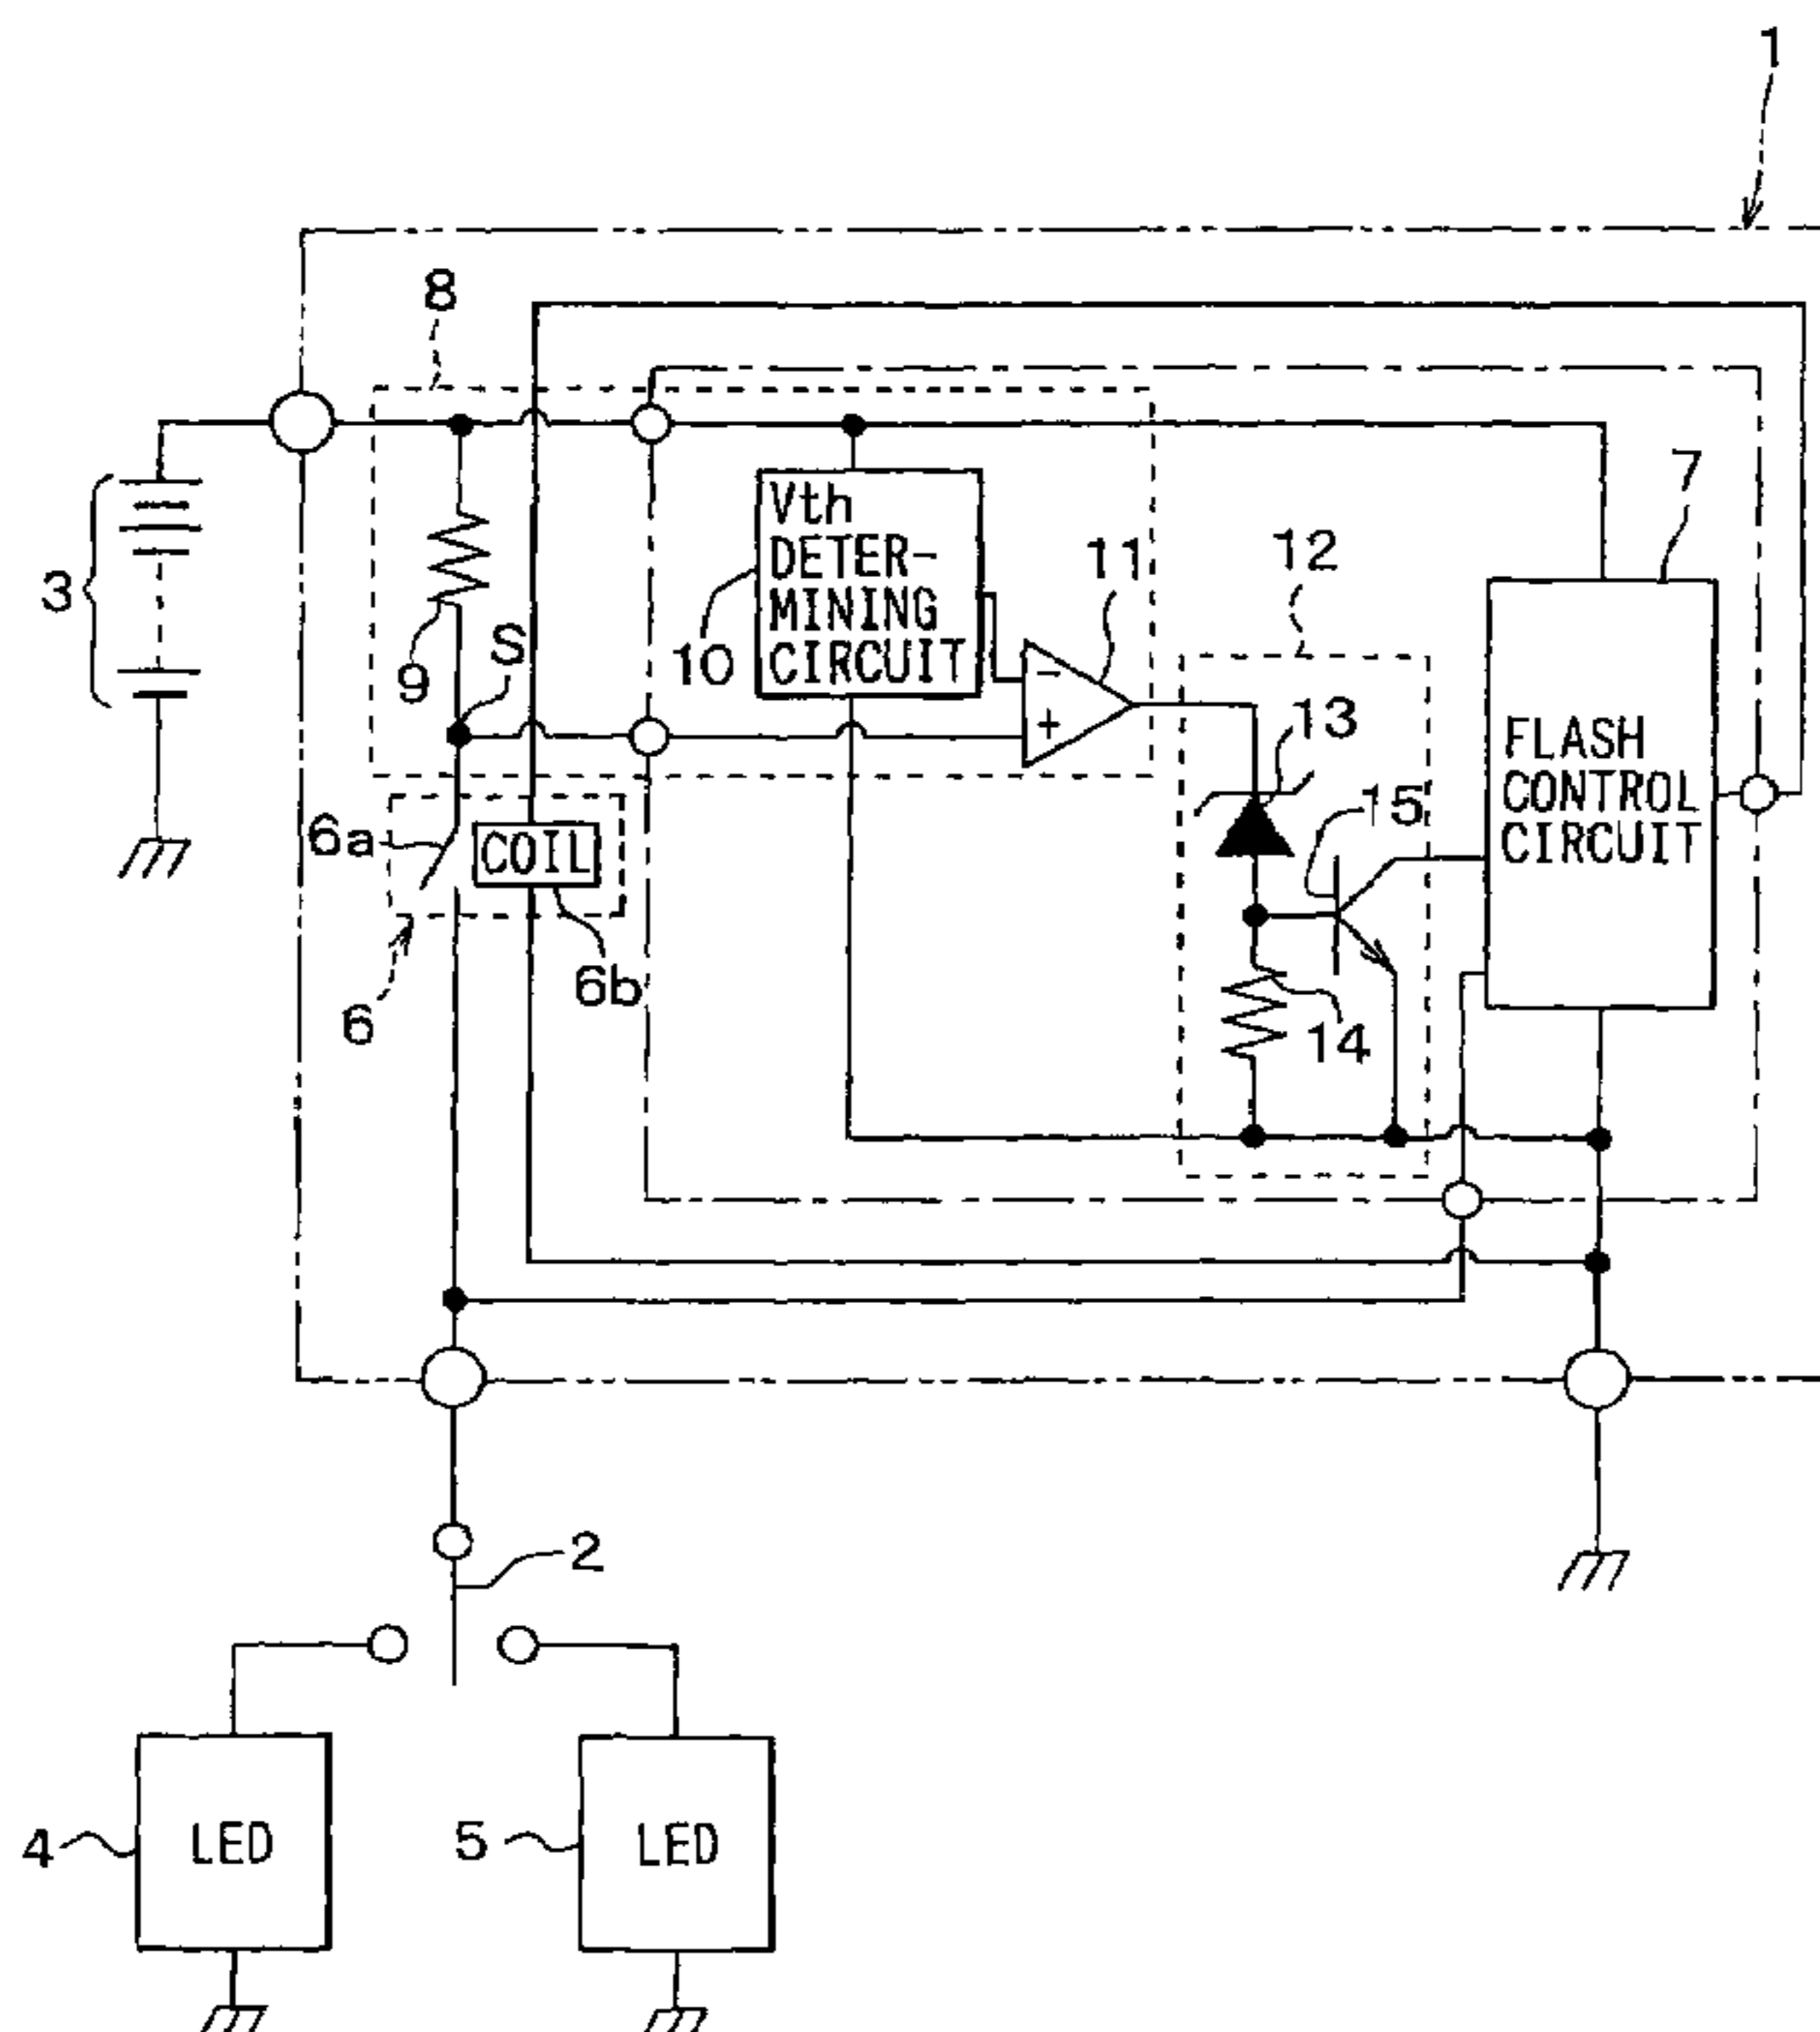 1
8
7
Vth
DETER-
MINING
CIRCUIT
12
11
3
S
10
9
-
+
13
FLASH
CONTROL
CIRCUIT
15
6a
COIL
6b
6
14
2
4
LED
5
LED